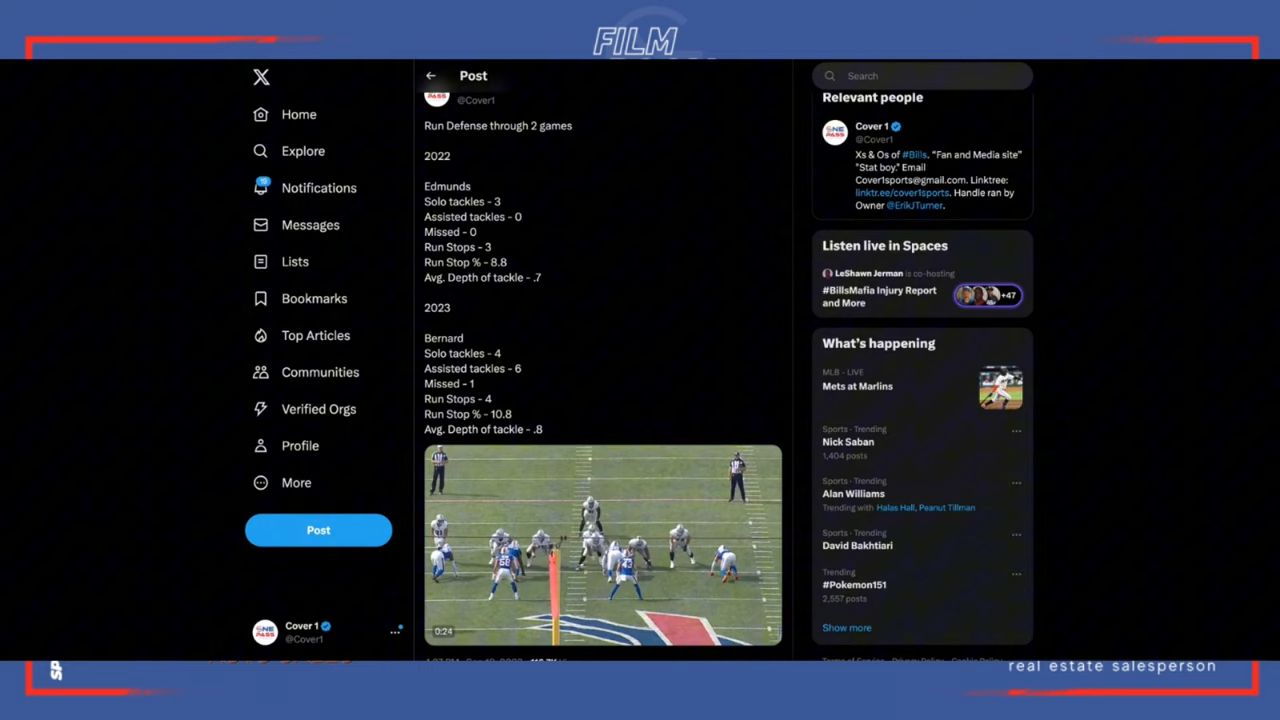 FILM
Home
Explore
19
Notifications
Messages
Lists
Bookmarks
Top Articles
Communities
Verified Orgs
Profile
More
Post
Cover 1
@Cover1
Post
PASS
@Cover1
Run Defense through 2 games
2022
Edmunds
Solo tackles - 3
Assisted tackles - 0
Missed - 0
Run Stops - 3
Run Stop % - 8.8
Avg. Depth of tackle - .7
2023
Bernard
Solo tackles - 4
Assisted tackles - 6
Missed - 1
Run Stops - 4
Run Stop % - 10.8
Avg. Depth of tackle - .8
0:24
Search
Relevant people
Cover 1
@Cover1
Xs & Os of #Bills. “Fan and Media site”
"Stat boy." Email
Cover1sports@gmail.com. Linktree:
linktr.ee/cover1sports. Handle ran by
Owner @ErikJTurner.
Listen live in Spaces
LeShawn Jerman is co-hosting
#BillsMafia Injury Report
and More
+47
What’s happening
MLB · LIVE
Mets at Marlins
Sports · Trending
Nick Saban
1,404 posts
Sports · Trending
Alan Williams
Trending with Halas Hall, Peanut Tillman
Sports · Trending
David Bakhtiari
Trending
#Pokemon151
2,557 posts
Show more
real estate salesperson